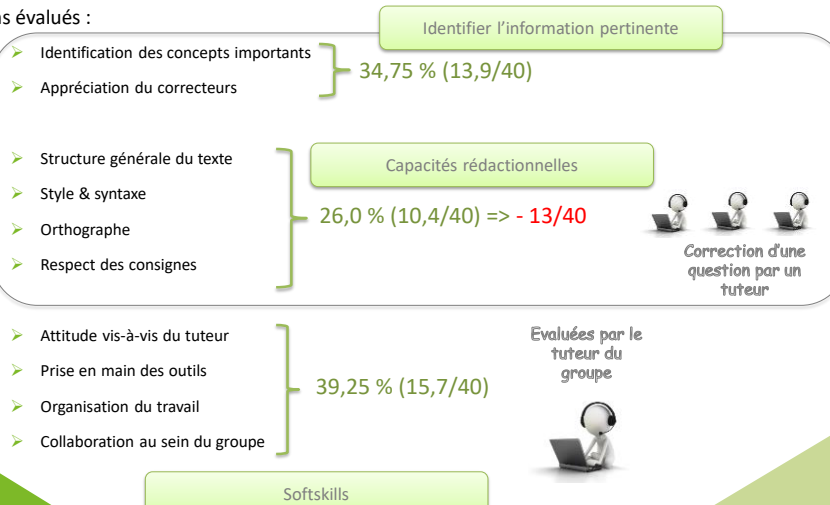 évalués :
Identifier l'information pertinente
Identification des concepts importants
Appréciation du correcteurs
34,75 % (13,9/40)
Structure générale du texte
Style & syntaxe
Orthographe
Respect des consignes
Capacités rédactionnelles
26,0 % (10,4/40) => - 13/40
Correction d'une
question par un
tuteur
Attitude vis-à-vis du tuteur
Prise en main des outils
Organisation du travail
Collaboration au sein du groupe
39,25 % (15,7/40)
Evaluées par le
tuteur du
groupe
Softskills